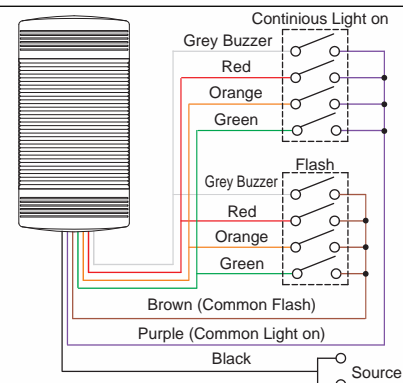 Continious Light on
Grey Buzzer
Red
Orange
Green
Flash
Grey Buzzer
Red
Orange
Green
Brown (Common Flash)
Purple (Common Light on)
Black
Source